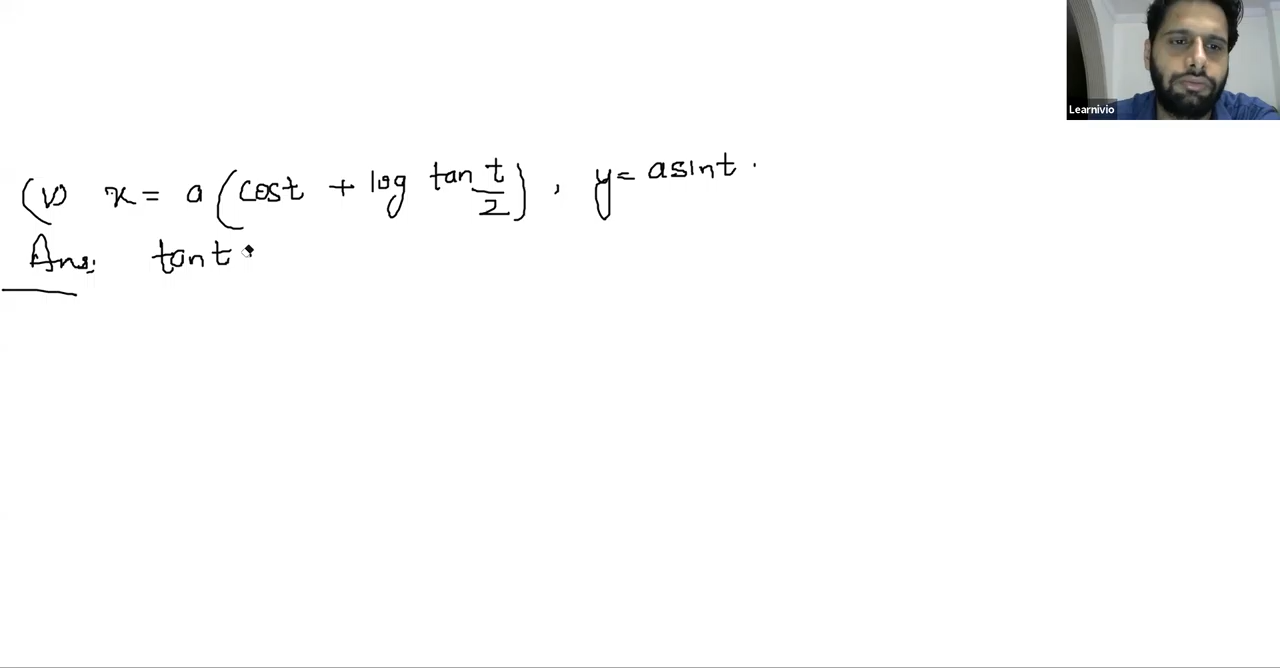 Learnivio
(v) x = a (cost + log tan t/2), y = asint.
Ans: tant